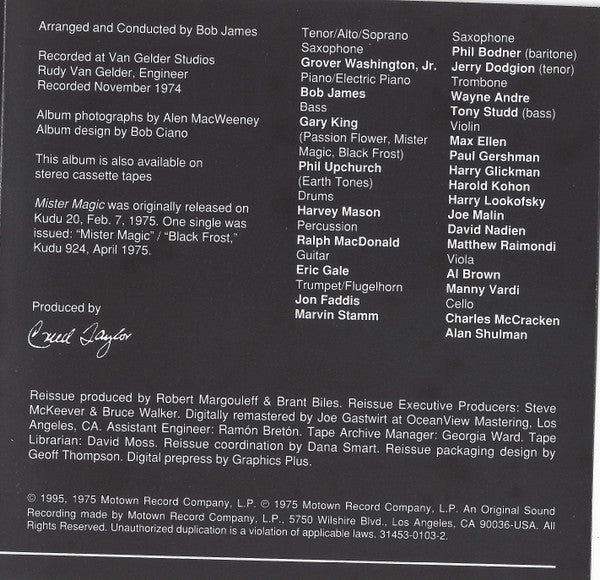 Arranged and Conducted by Bob James
Recorded at Van Gelder Studios
Rudy Van Gelder, Engineer
Recorded November 1974
Album photographs by Alen MacWeeney
Album design by Bob Ciano
This album is also available on
stereo cassette tapes
Mister Magic was originally released on
Kudu 20, Feb. 7, 1975. One single was
issued: "Mister Magic" / "Black Frost,"
Kudu 924, April 1975.
Produced by
Creed Taylor
Tenor/Alto/Soprano
Saxophone
Grover Washington, Jr.
Piano/Electric Piano
Bob James
Bass
Gary King
(Passion Flower, Mister
Magic, Black Frost)
Phil Upchurch
(Earth Tones)
Drums
Harvey Mason
Percussion
Ralph MacDonald
Guitar
Eric Gale
Trumpet/Flugelhorn
Jon Faddis
Marvin Stamm
Saxophone
Phil Bodner (baritone)
Jerry Dodgion (tenor)
Trombone
Wayne Andre
Tony Studd (bass)
Violin
Max Ellen
Paul Gershman
Harry Glickman
Harold Kohon
Harry Lookofsky
Joe Malin
David Nadien
Matthew Raimondi
Viola
Al Brown
Manny Vardi
Cello
Charles McCracken
Alan Shulman
Reissue produced by Robert Margouleff & Brant Biles. Reissue Executive Producers: Steve
McKeever & Bruce Walker. Digitally remastered by Joe Gastwirt at OceanView Mastering, Los
Angeles, CA. Assistant Engineer: Ramón Bretón. Tape Archive Manager: Georgia Ward. Tape
Librarian: David Moss. Reissue coordination by Dana Smart. Reissue packaging design by
Geoff Thompson. Digital prepress by Graphics Plus.
© 1995, 1975 Motown Record Company, L.P. ℗ 1975 Motown Record Company, L.P. An Original Sound
Recording made by Motown Record Company, L.P., 5750 Wilshire Blvd., Los Angeles, CA 90036-USA. All
Rights Reserved. Unauthorized duplication is a violation of applicable laws. 31453-0103-2.